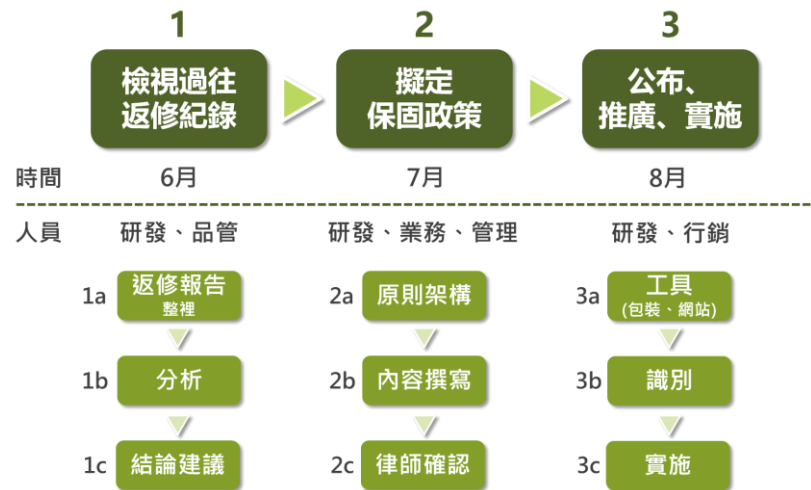 1
2
3
檢視過往
返修紀錄
擬定
保固政策
公布、
推廣、實施
時間
6月
7月
8月
人員
研發、品管
研發、業務、管理
研發、行銷
1a
返修報告
整裡
2a
原則架構
3a
工具
(包裝、網站)
1b
分析
2b
內容撰寫
3b
識別
1c
結論建議
2c
律師確認
3c
實施